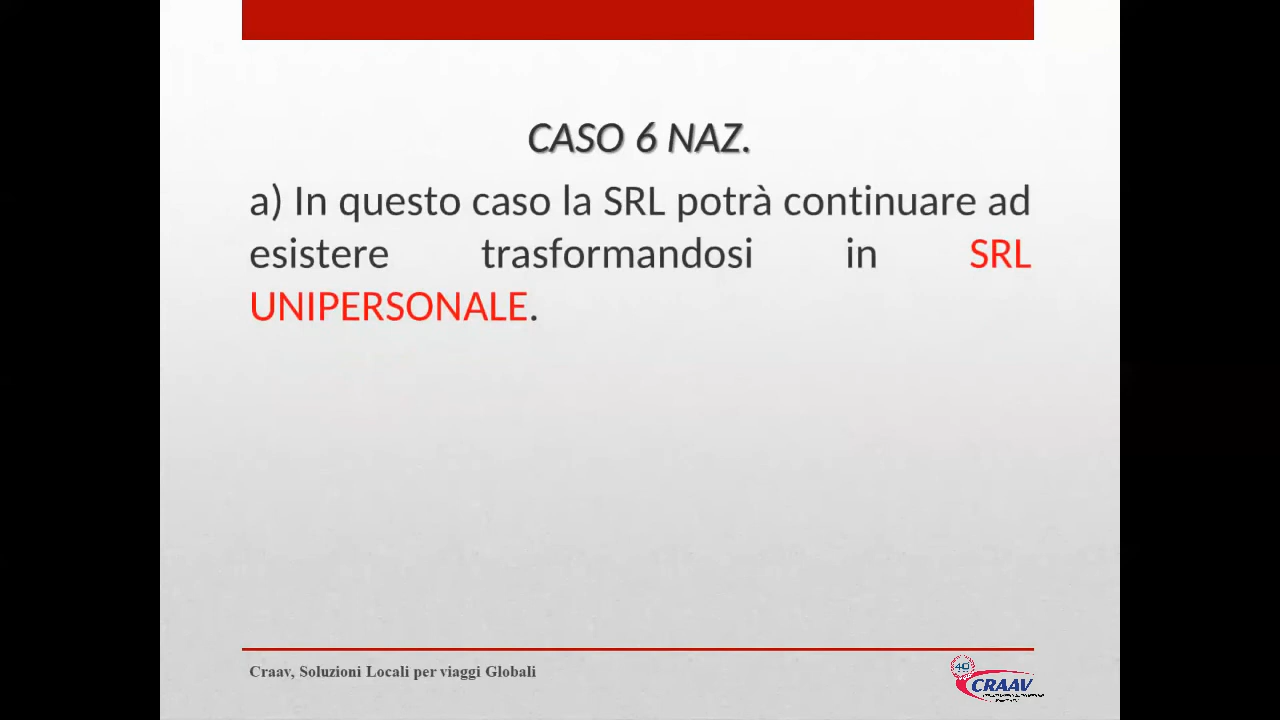 CASO 6 NAZ.
a) In questo caso la SRL potrà continuare ad
esistere trasformandosi in SRL
UNIPERSONALE.
Craav, Soluzioni Locali per viaggi Globali
40
CRAAV